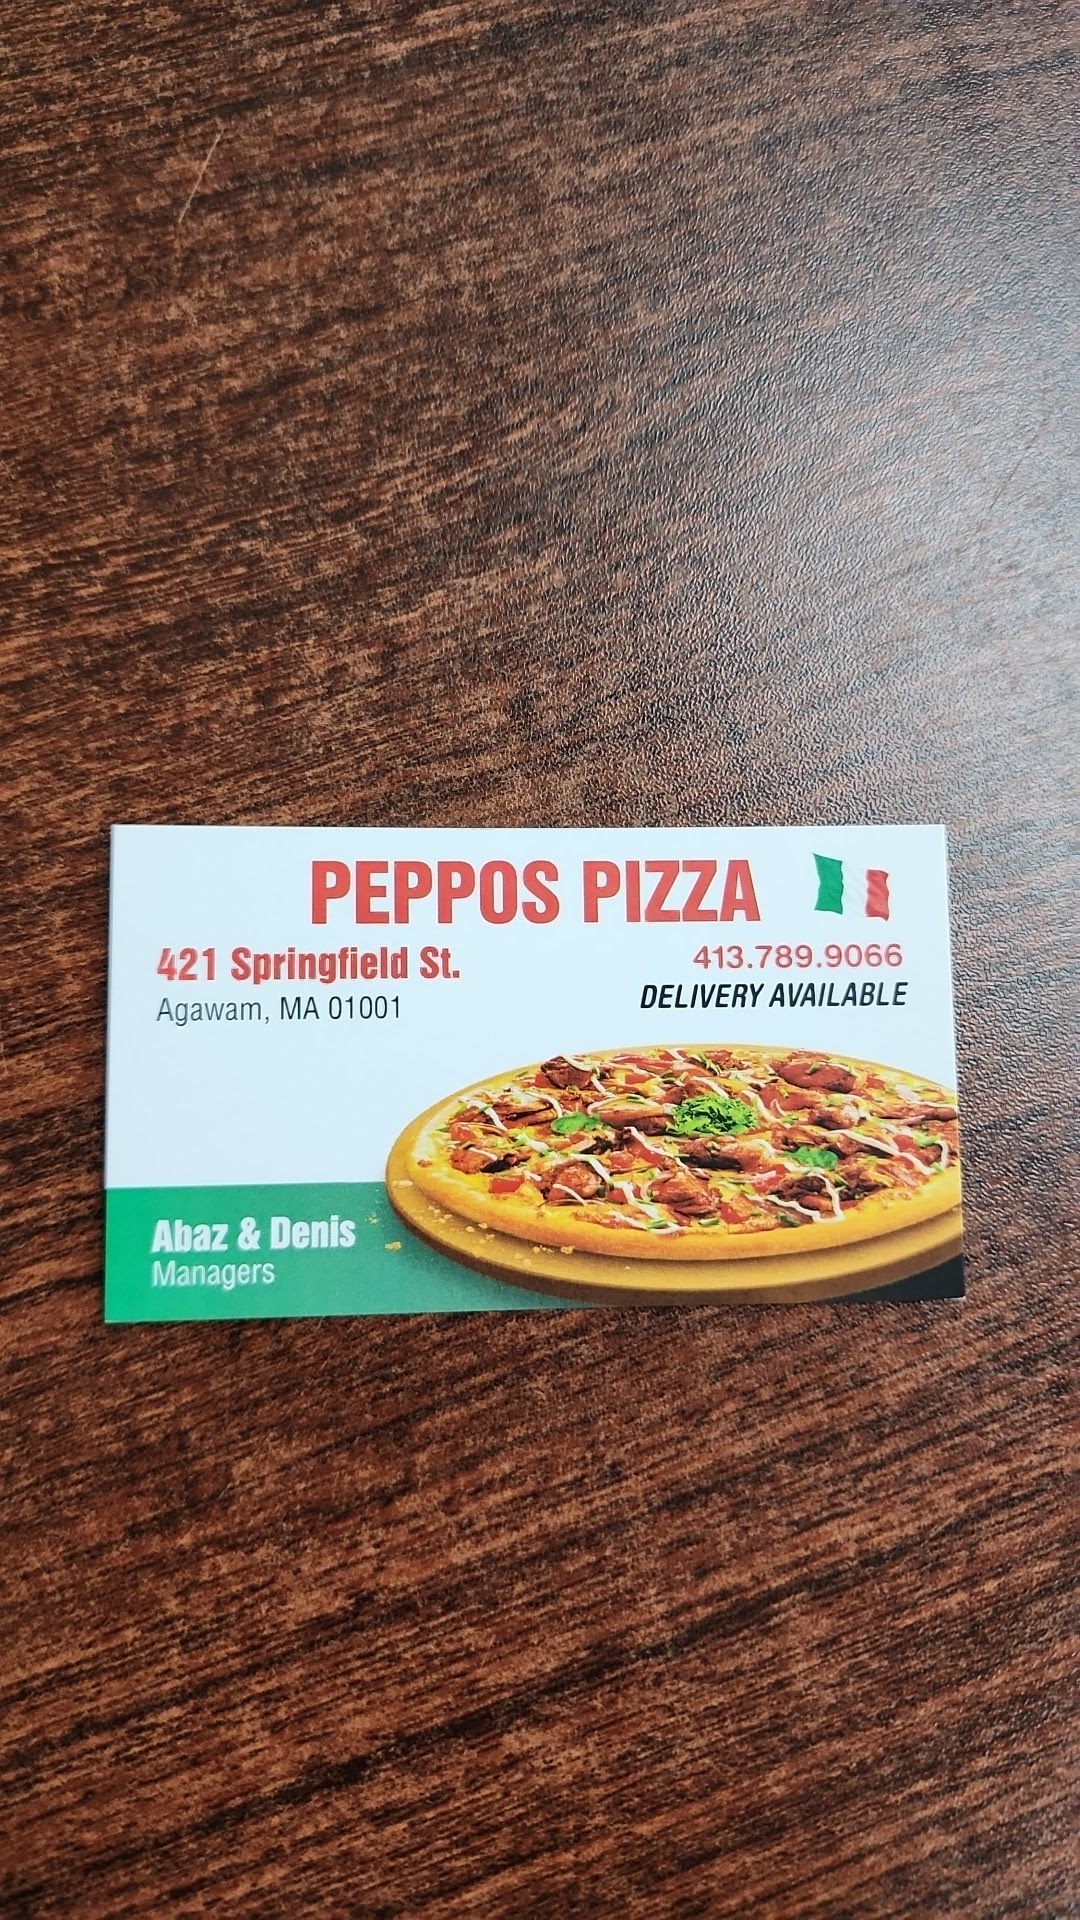 PEPPOS PIZZA
421 Springfield St.
Agawam, MA 01001
413.789.9066
DELIVERY AVAILABLE
Abaz & Denis
Managers